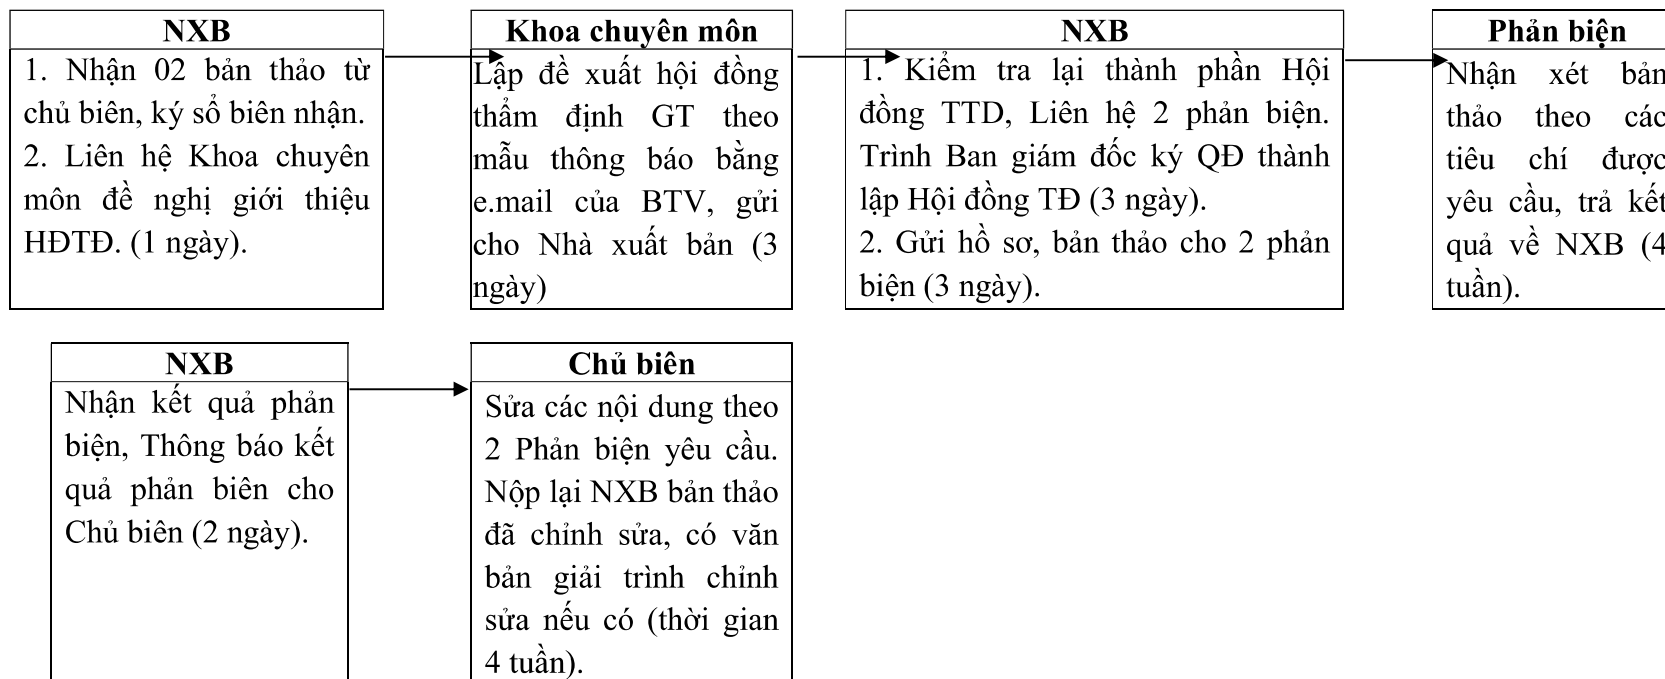 NXB
1. Nhận 02 bản thảo từ
chủ biên, ký sổ biên nhận.
2. Liên hệ Khoa chuyên
môn đề nghị giới thiệu
HĐTĐ. (1 ngày).
Khoa chuyên môn
Lập đề xuất hội đồng
thẩm định GT theo
mẫu thông báo bằng
e.mail của BTV, gửi
cho Nhà xuất bản (3
ngày)
NXB
1. Kiểm tra lại thành phần Hội
đồng TTD, Liên hệ 2 phản biện.
Trình Ban giám đốc ký QĐ thành
lập Hội đồng TĐ (3 ngày).
2. Gửi hồ sơ, bản thảo cho 2 phản
biện (3 ngày).
Phản biện
Nhận xét bản
thảo theo các
tiêu chí được
yêu cầu, trả kết
quả về NXB (4
tuần).
NXB
Nhận kết quả phản
biện, Thông báo kết
quả phản biên cho
Chủ biên (2 ngày).
Chủ biên
Sửa các nội dung theo
2 Phản biện yêu cầu.
Nộp lại NXB bản thảo
đã chỉnh sửa, có văn
bản giải trình chỉnh
sửa nếu có (thời gian
4 tuần).